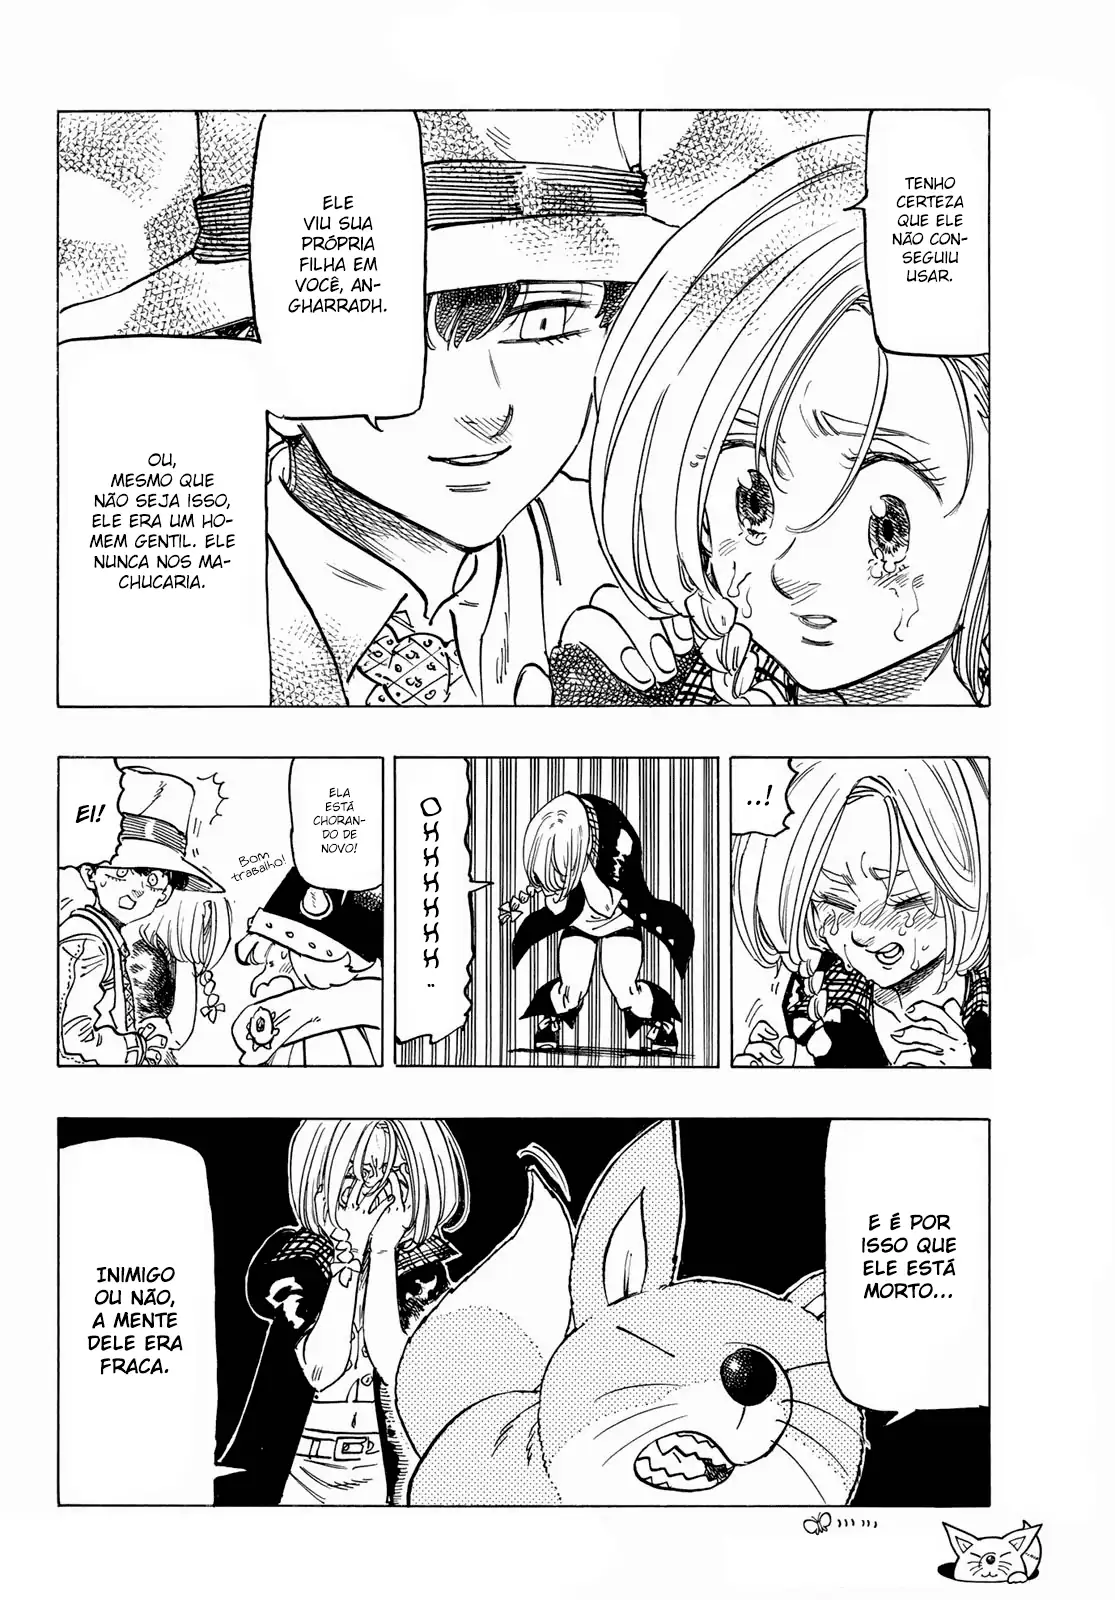 TENHO
CERTEZA
QUE ELE
NÃO CON-
SEGUIU
USAR.
ELE
VIU SUA
PRÓPRIA
FILHA EM
VOCÊ, AN-
GHARRADH.
OU,
MESMO QUE
NÃO SEJA ISSO,
ELE ERA UM HO-
MEM GENTIL. ELE
NUNCA NOS MA-
CHUCARIA.
..!
OHHHHHH..
ELA
ESTÁ
CHORAN-
DO DE
NOVO!
Bom
trabalho!
EI!
E É POR
ISSO QUE
ELE ESTÁ
MORTO...
INIMIGO
OU NÃO,
A MENTE
DELE ERA
FRACA.